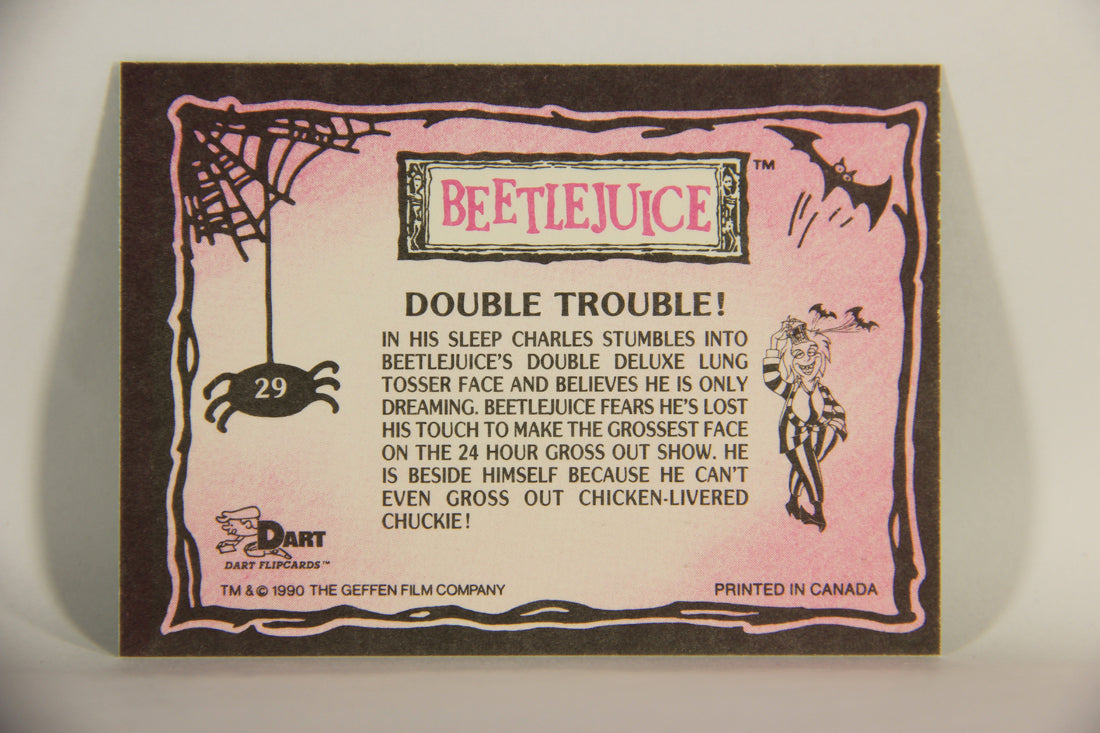 BEETLEJUICE™
DOUBLE TROUBLE!
IN HIS SLEEP CHARLES STUMBLES INTO
BEETLEJUICE'S DOUBLE DELUXE LUNG
TOSSER FACE AND BELIEVES HE IS ONLY
DREAMING. BEETLEJUICE FEARS HE'S LOST
HIS TOUCH TO MAKE THE GROSSEST FACE
ON THE 24 HOUR GROSS OUT SHOW. HE
IS BESIDE HIMSELF BECAUSE HE CAN'T
EVEN GROSS OUT CHICKEN-LIVERED
CHUCKIE!
29
DART
DART FLIPCARDS™
TM & © 1990 THE GEFFEN FILM COMPANY
PRINTED IN CANADA